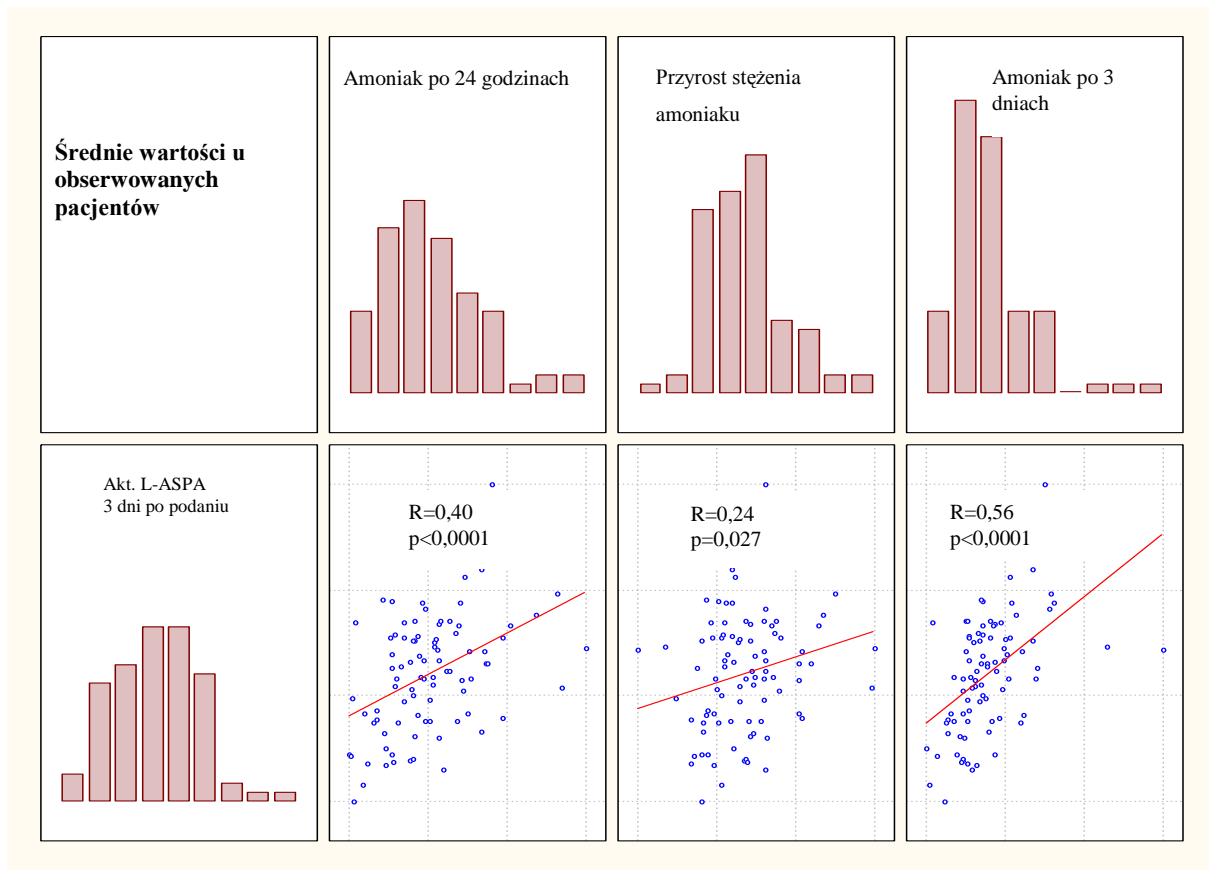 Średnie wartości u
obserwowanych
pacjentów
Amoniak po 24 godzinach
Przyrost stężenia
amoniaku
Amoniak po 3
dniach
Akt. L-ASPA
3 dni po podaniu
R=0,40
p<0,0001
R=0,24
p=0,027
R=0,56
p<0,0001